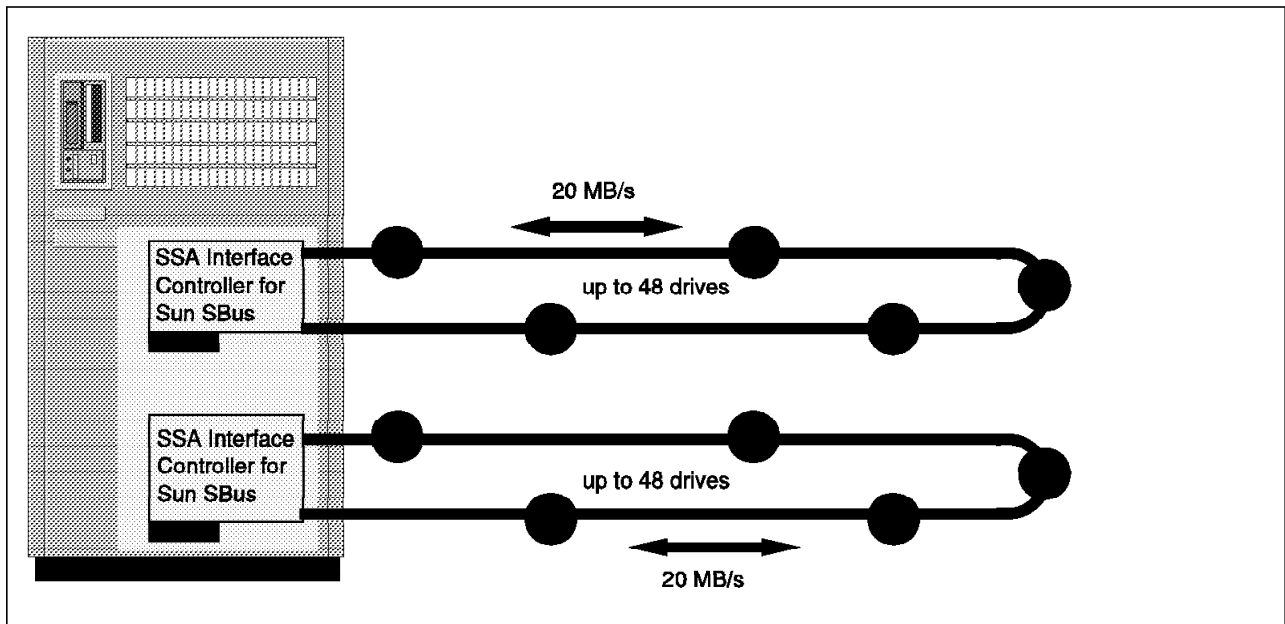 20 MB/s
SSA Interface
Controller for
Sun SBus
up to 48 drives
SSA Interface
Controller for
Sun SBus
up to 48 drives
20 MB/s